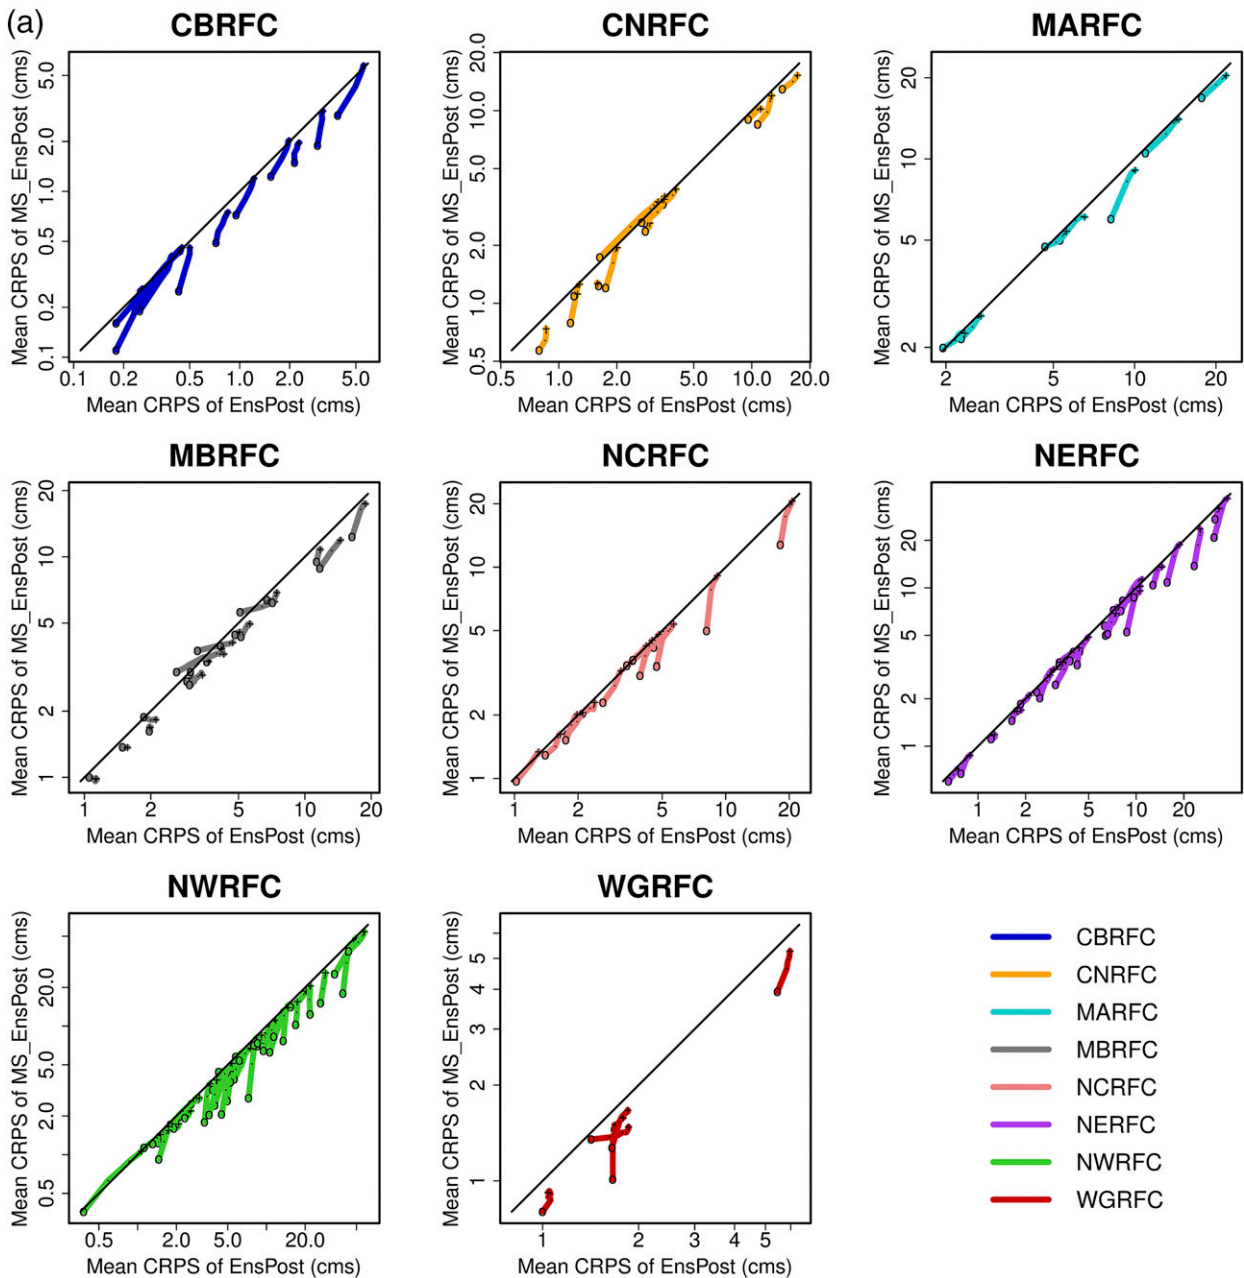 (a)
CBRFC
CNRFC
MARFC
Mean CRPS of MS_EnsPost (cms)
5.0
2.0
1.0
0.5
0.2
0.1
0.1 0.2 0.5 1.0 2.0 5.0
Mean CRPS of EnsPost (cms)
Mean CRPS of MS_EnsPost (cms)
20.0
10.0
5.0
2.0
1.0
0.5
0.5 1.0 2.0 5.0 10.0 20.0
Mean CRPS of EnsPost (cms)
Mean CRPS of MS_EnsPost (cms)
20
10
5
2
2 5 10 20
Mean CRPS of EnsPost (cms)
MBRFC
NCRFC
NERFC
Mean CRPS of MS_EnsPost (cms)
20
10
5
2
1
1 2 5 10 20
Mean CRPS of EnsPost (cms)
Mean CRPS of MS_EnsPost (cms)
20
10
5
2
1
1 2 5 10 20
Mean CRPS of EnsPost (cms)
Mean CRPS of MS_EnsPost (cms)
20
10
5
2
1
1 2 5 10 20
Mean CRPS of EnsPost (cms)
NWRFC
WGRFC
Mean CRPS of MS_EnsPost (cms)
20.0
5.0
2.0
0.5
0.5 2.0 5.0 20.0
Mean CRPS of EnsPost (cms)
Mean CRPS of MS_EnsPost (cms)
5
4
3
2
1
1 2 3 4 5
Mean CRPS of EnsPost (cms)
CBRFC
CNRFC
MARFC
MBRFC
NCRFC
NERFC
NWRFC
WGRFC